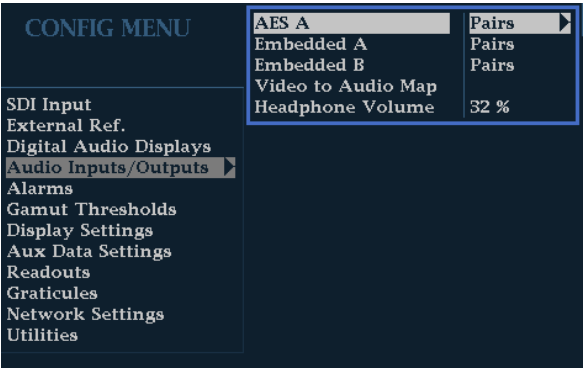 CONFIG MENU
SDI Input
External Ref.
Digital Audio Displays
Audio Inputs/Outputs
Alarms
Gamut Thresholds
Display Settings
Aux Data Settings
Readouts
Graticules
Network Settings
Utilities
AES A Pairs
Embedded A Pairs
Embedded B Pairs
Video to Audio Map
Headphone Volume 32 %